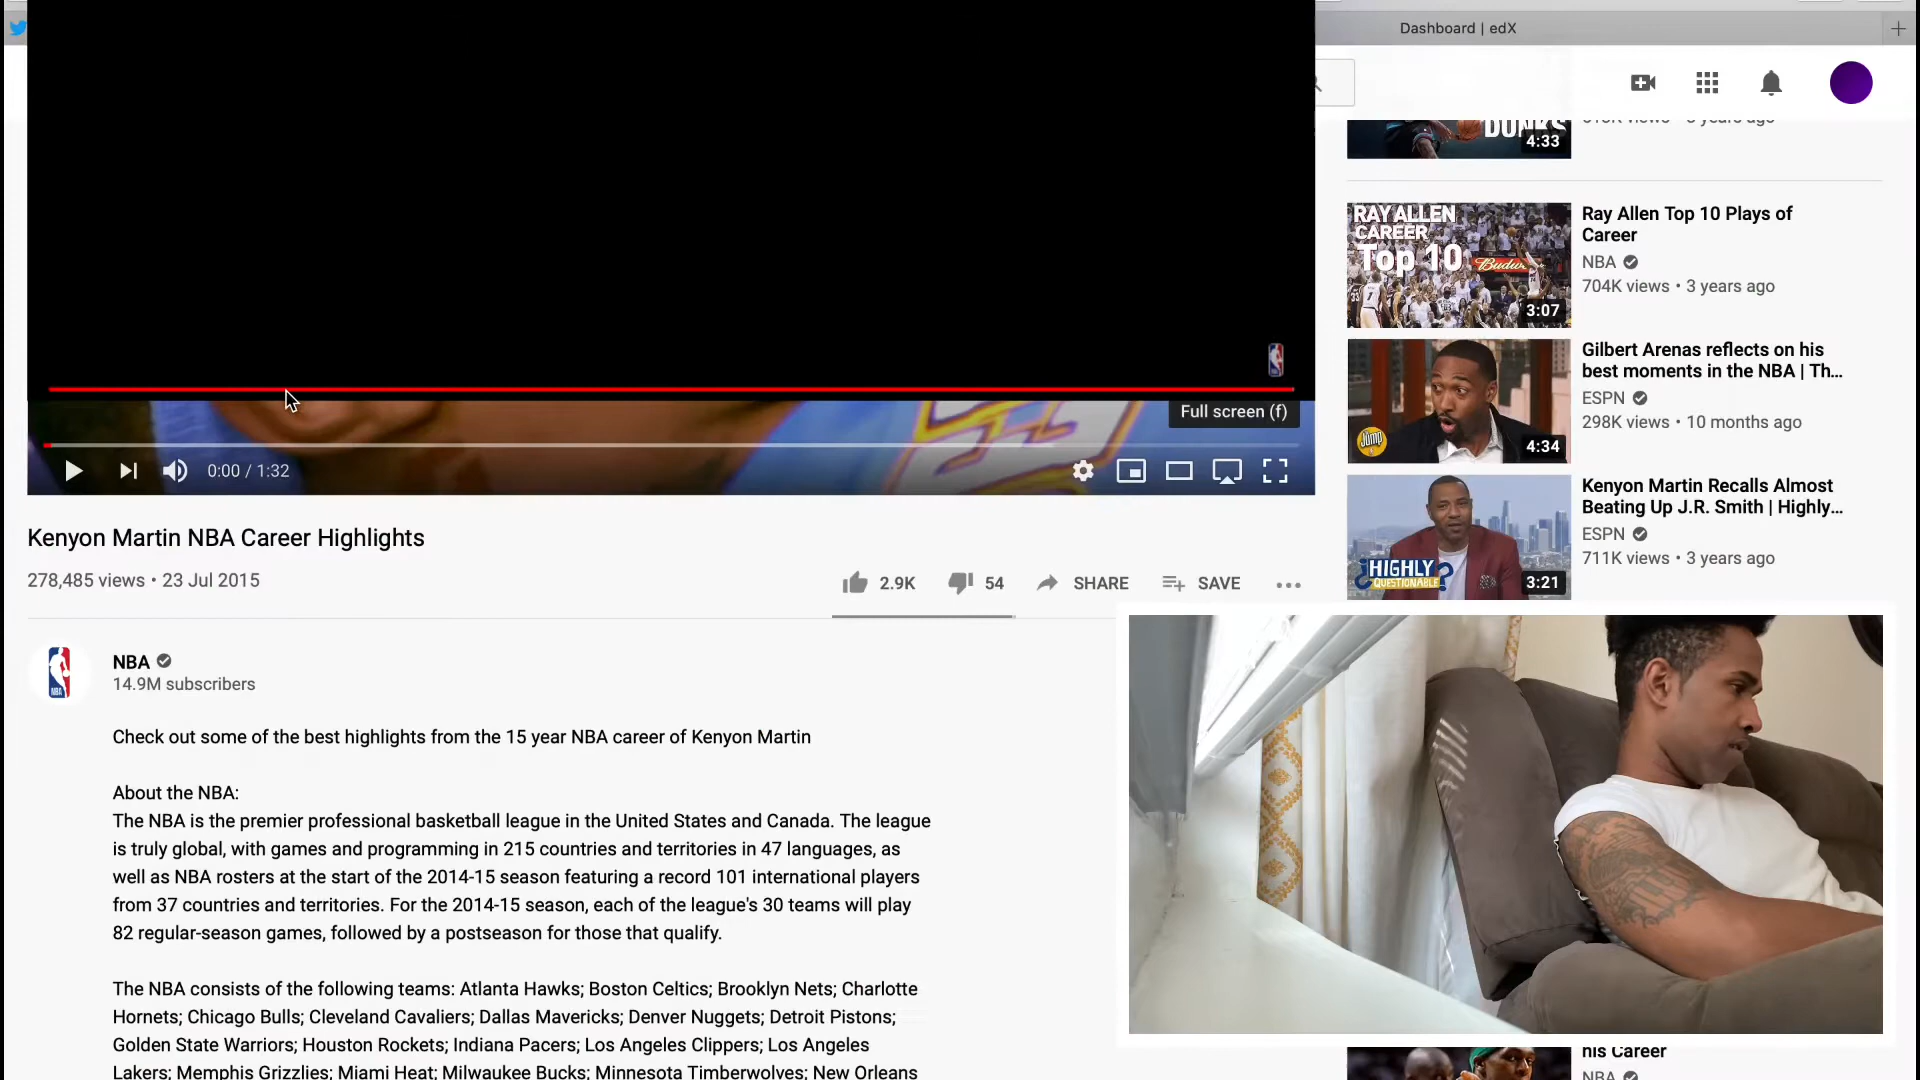 Dashboard | edX
Full screen (f)
0:00 / 1:32
Kenyon Martin NBA Career Highlights
278,485 views • 23 Jul 2015
2.9K
54
SHARE
SAVE
NBA
14.9M subscribers
Check out some of the best highlights from the 15 year NBA career of Kenyon Martin
About the NBA:
The NBA is the premier professional basketball league in the United States and Canada. The league
is truly global, with games and programming in 215 countries and territories in 47 languages, as
well as NBA rosters at the start of the 2014-15 season featuring a record 101 international players
from 37 countries and territories. For the 2014-15 season, each of the league's 30 teams will play
82 regular-season games, followed by a postseason for those that qualify.
The NBA consists of the following teams: Atlanta Hawks; Boston Celtics; Brooklyn Nets; Charlotte
Hornets; Chicago Bulls; Cleveland Cavaliers; Dallas Mavericks; Denver Nuggets; Detroit Pistons;
Golden State Warriors; Houston Rockets; Indiana Pacers; Los Angeles Clippers; Los Angeles
Lakers; Memphis Grizzlies; Miami Heat; Milwaukee Bucks; Minnesota Timberwolves; New Orleans
DUNKS
4:33
views • years ago
RAY ALLEN
CAREER
Top 10
3:07
Ray Allen Top 10 Plays of
Career
NBA
704K views • 3 years ago
Jump
4:34
Gilbert Arenas reflects on his
best moments in the NBA | Th...
ESPN
298K views • 10 months ago
¿HIGHLY
QUESTIONABLE?
3:21
Kenyon Martin Recalls Almost
Beating Up J.R. Smith | Highly...
ESPN
711K views • 3 years ago
his Career
NBA